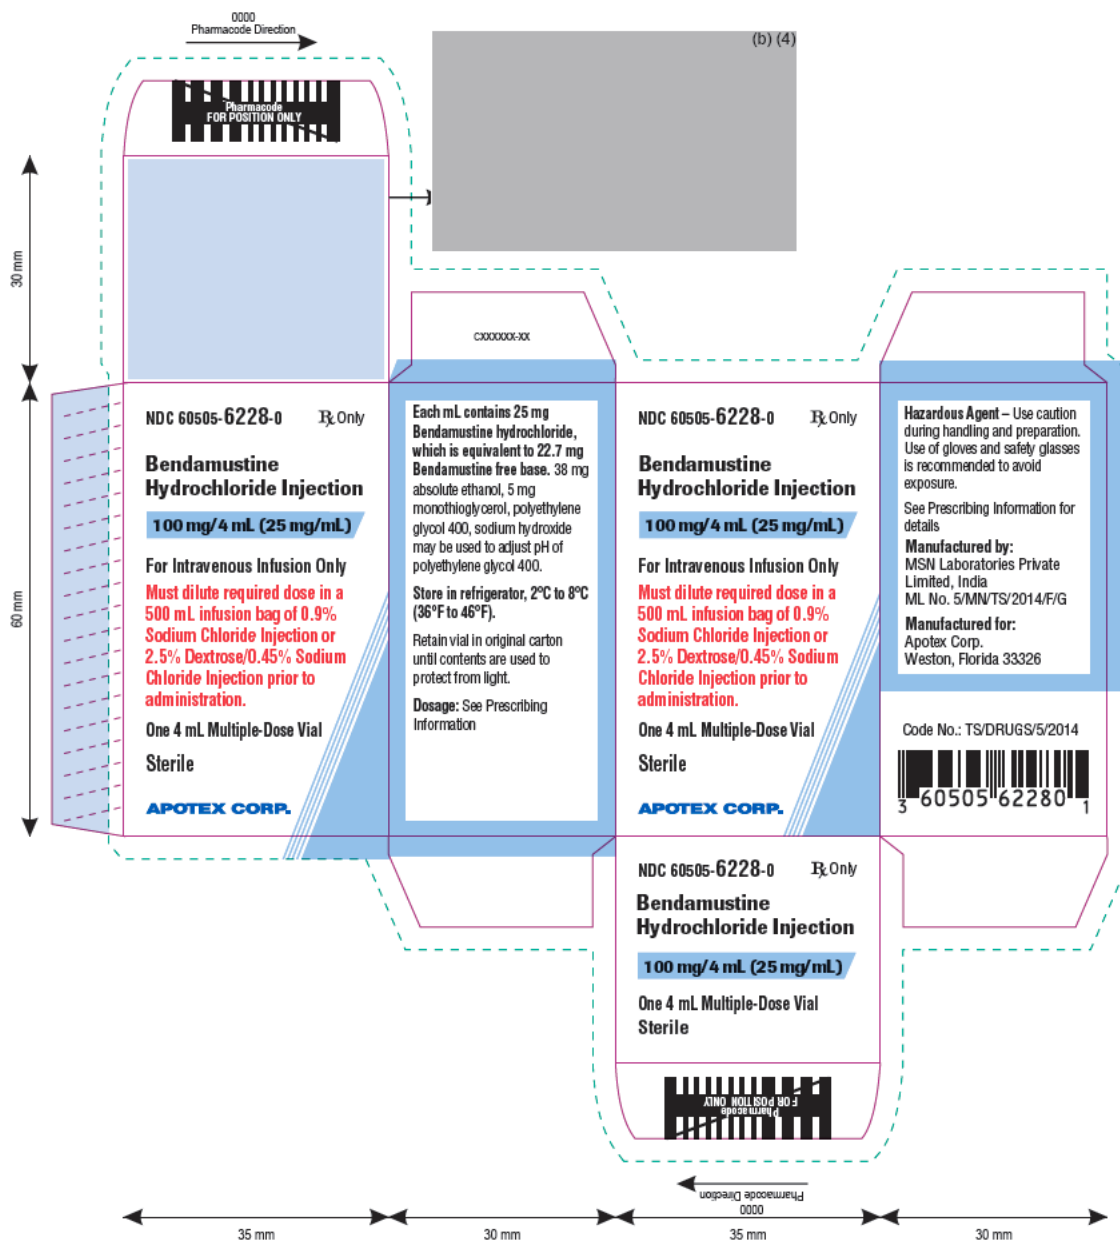 0000
Pharmacode Direction
(b) (4)
Pharmacode
FOR POSITION ONLY
30 mm
60 mm
CXXXXXX-XX
NDC 60505-6228-0 ℞ Only
Bendamustine
Hydrochloride Injection
100 mg/4 mL (25 mg/mL)
For Intravenous Infusion Only
Must dilute required dose in a
500 mL infusion bag of 0.9%
Sodium Chloride Injection or
2.5% Dextrose/0.45% Sodium
Chloride Injection prior to
administration.
One 4 mL Multiple-Dose Vial
Sterile
APOTEX CORP.
Each mL contains 25 mg
Bendamustine hydrochloride,
which is equivalent to 22.7 mg
Bendamustine free base. 38 mg
absolute ethanol, 5 mg
monothioglycerol, polyethylene
glycol 400, sodium hydroxide
may be used to adjust pH of
polyethylene glycol 400.
Store in refrigerator, 2°C to 8°C
(36°F to 46°F).
Retain vial in original carton
until contents are used to
protect from light.
Dosage: See Prescribing
Information
NDC 60505-6228-0 ℞ Only
Bendamustine
Hydrochloride Injection
100 mg/4 mL (25 mg/mL)
For Intravenous Infusion Only
Must dilute required dose in a
500 mL infusion bag of 0.9%
Sodium Chloride Injection or
2.5% Dextrose/0.45% Sodium
Chloride Injection prior to
administration.
One 4 mL Multiple-Dose Vial
Sterile
APOTEX CORP.
Hazardous Agent – Use caution
during handling and preparation.
Use of gloves and safety glasses
is recommended to avoid
exposure.
See Prescribing Information for
details
Manufactured by:
MSN Laboratories Private
Limited, India
ML No. 5/MN/TS/2014/F/G
Manufactured for:
Apotex Corp.
Weston, Florida 33326
Code No.: TS/DRUGS/5/2014
3 60505 62280 1
NDC 60505-6228-0 ℞ Only
Bendamustine
Hydrochloride Injection
100 mg/4 mL (25 mg/mL)
One 4 mL Multiple-Dose Vial
Sterile
Pharmacode
FOR POSITION ONLY
Pharmacode Direction
0000
35 mm
30 mm
35 mm
30 mm